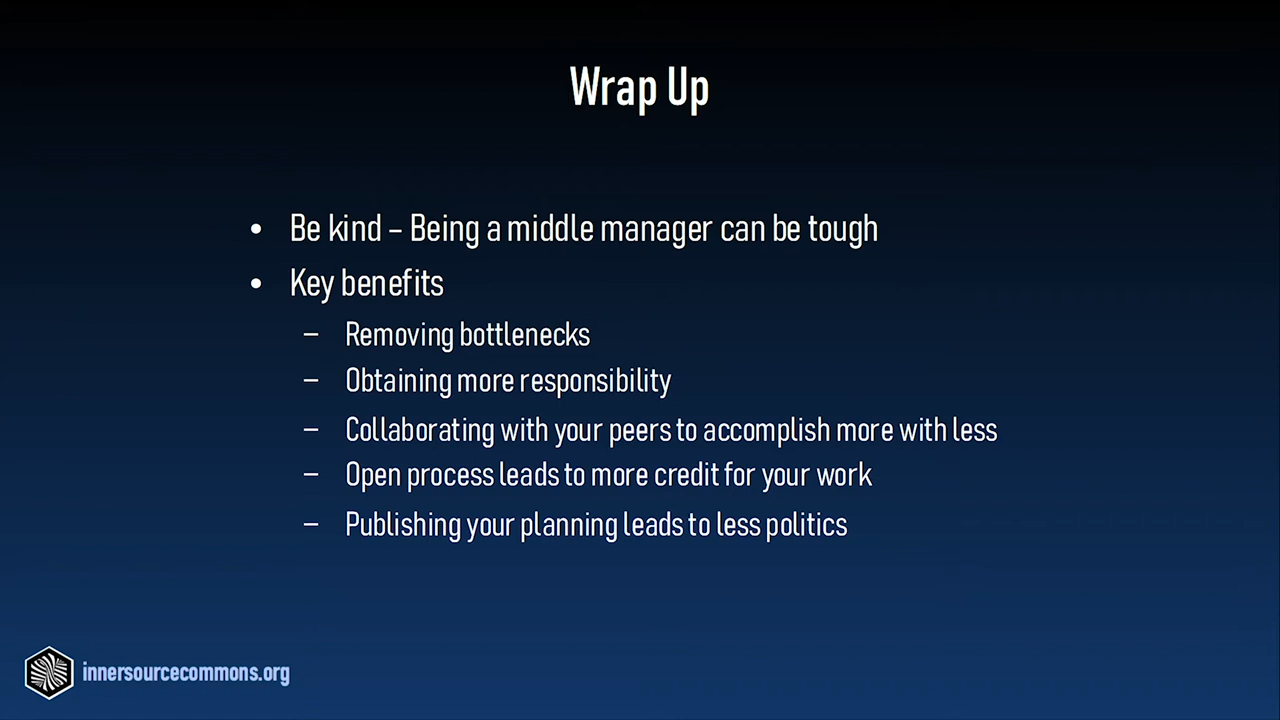 Wrap Up
• Be kind – Being a middle manager can be tough
• Key benefits
– Removing bottlenecks
– Obtaining more responsibility
– Collaborating with your peers to accomplish more with less
– Open process leads to more credit for your work
– Publishing your planning leads to less politics
innersourcecommons.org